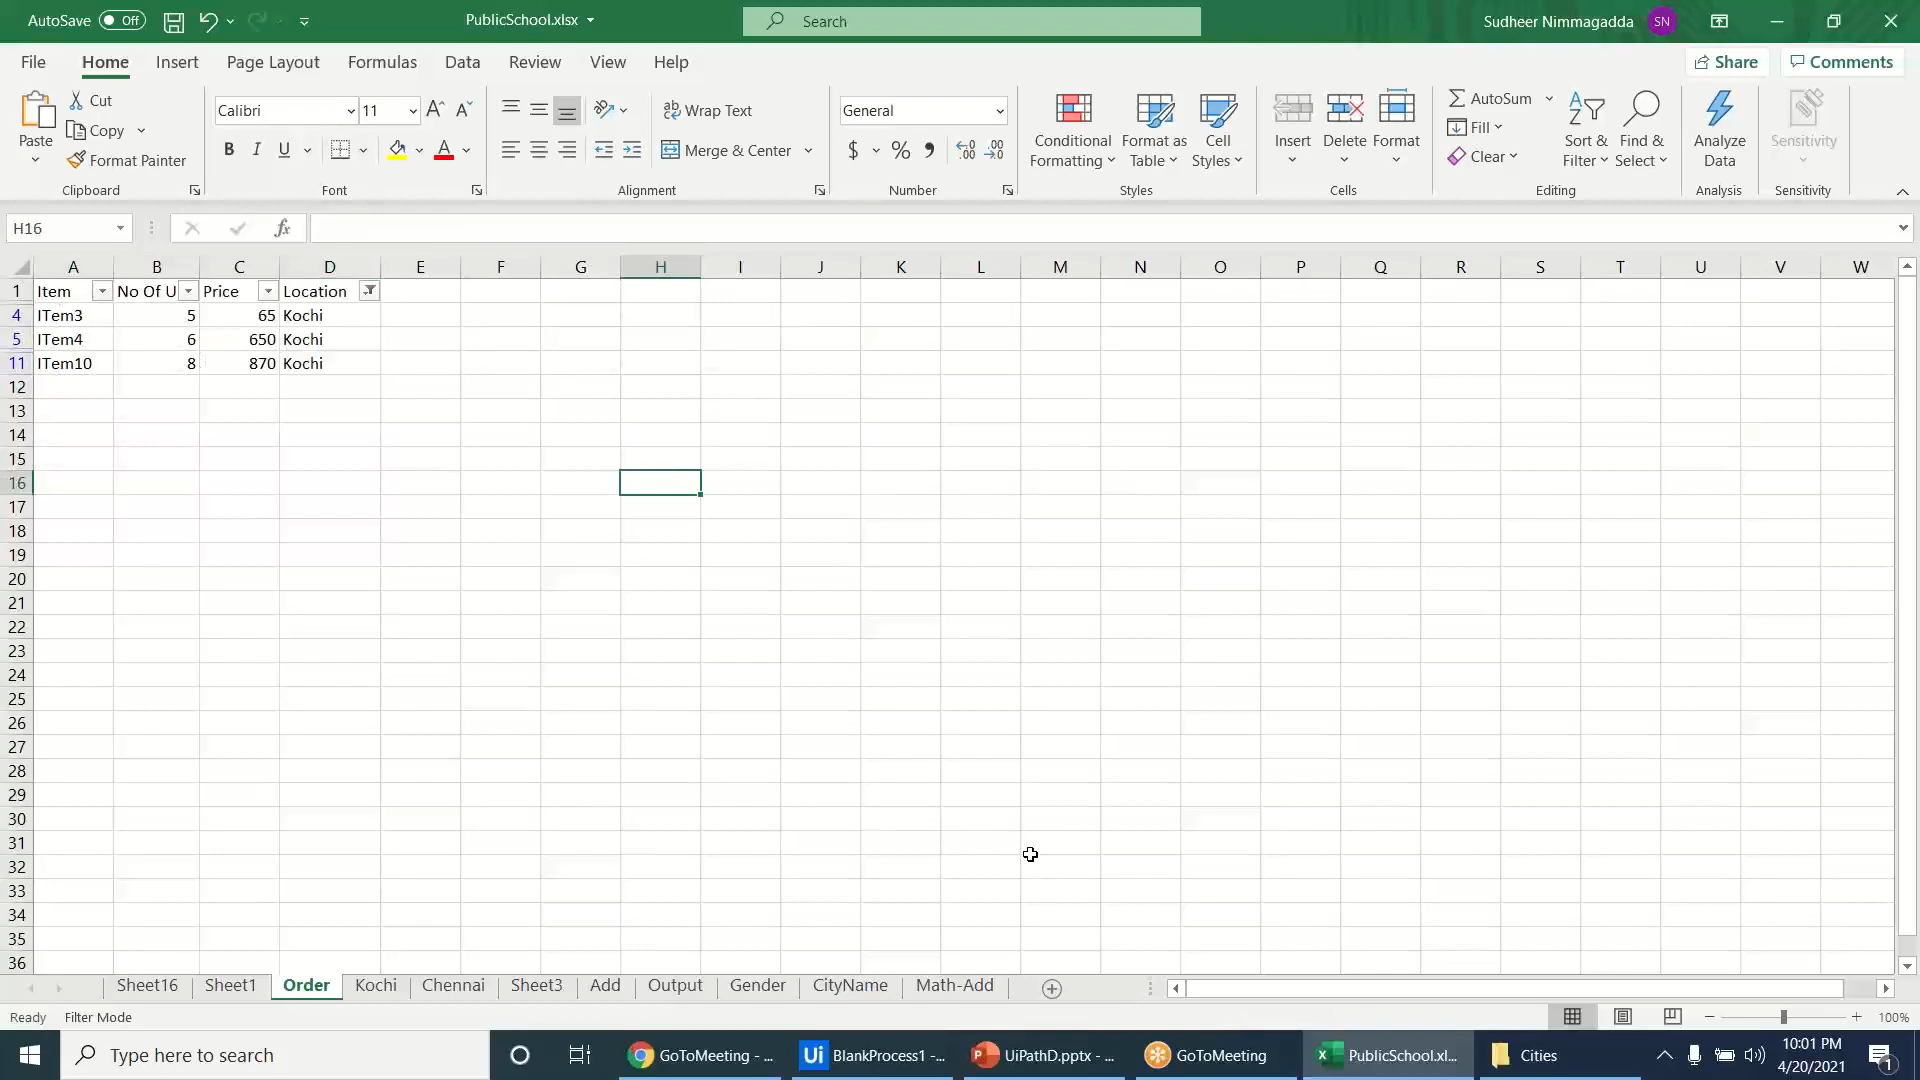 AutoSave Off PublicSchool.xlsx Search Sudheer Nimmagadda SN
File Home Insert Page Layout Formulas Data Review View Help Share Comments
Paste Cut Copy Format Painter
Calibri 11 A A
B I U A
Wrap Text
Merge & Center
General
$ % 9 .00
Conditional Formatting Format as Table Cell Styles
Insert Delete Format
AutoSum Fill Clear
Sort & Filter Find & Select
Analyze Data Sensitivity
Clipboard Font Alignment Number Styles Cells Editing Analysis Sensitivity
H16 fx
A B C D E F G H I J K L M N O P Q R S T U V W
1 Item No Of U Price Location
4 ITem3 5 65 Kochi
5 ITem4 6 650 Kochi
11 ITem10 8 870 Kochi
12
13
14
15
16
17
18
19
20
21
22
23
24
25
26
27
28
29
30
31
32
33
34
35
36
Sheet16 Sheet1 Order Kochi Chennai Sheet3 Add Output Gender CityName Math-Add
Ready Filter Mode 100%
Type here to search GoToMeeting - ... Ui BlankProcess1 -... UiPathD.pptx - ... GoToMeeting PublicSchool.xl... Cities 10:01 PM
4/20/2021 1